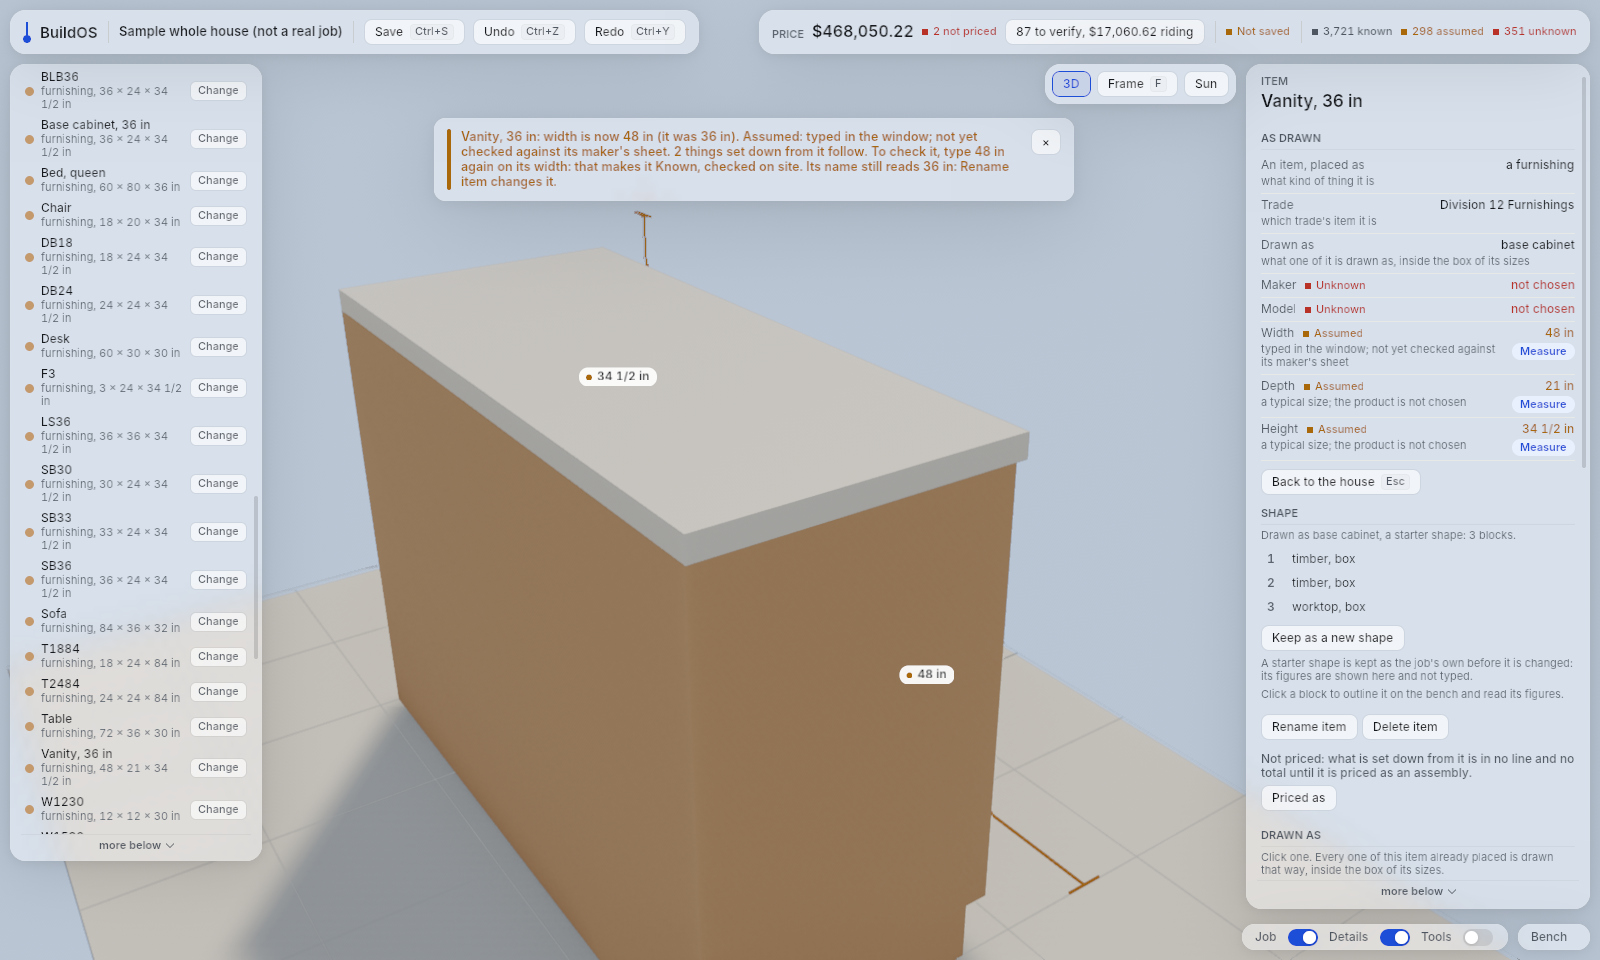 BuildOS
Sample whole house (not a real job)
Save Ctrl+S
Undo Ctrl+Z
Redo Ctrl+Y
PRICE $468,050.22
2 not priced
87 to verify, $17,060.62 riding
Not saved
3,721 known
298 assumed
351 unknown
BLB36
furnishing, 36 × 24 × 34
1/2 in
Change
Base cabinet, 36 in
furnishing, 36 × 24 × 34
1/2 in
Change
Bed, queen
furnishing, 60 × 80 × 36 in
Change
Chair
furnishing, 18 × 20 × 34 in
Change
DB18
furnishing, 18 × 24 × 34
1/2 in
Change
DB24
furnishing, 24 × 24 × 34
1/2 in
Change
Desk
furnishing, 60 × 30 × 30 in
Change
F3
furnishing, 3 × 24 × 34 1/2
in
Change
LS36
furnishing, 36 × 36 × 34
1/2 in
Change
SB30
furnishing, 30 × 24 × 34
1/2 in
Change
SB33
furnishing, 33 × 24 × 34
1/2 in
Change
SB36
furnishing, 36 × 24 × 34
1/2 in
Change
Sofa
furnishing, 84 × 36 × 32 in
Change
T1884
furnishing, 18 × 24 × 84 in
Change
T2484
furnishing, 24 × 24 × 84 in
Change
Table
furnishing, 72 × 36 × 30 in
Change
Vanity, 36 in
furnishing, 48 × 21 × 34
1/2 in
Change
W1230
furnishing, 12 × 12 × 30 in
Change
more below
3D
Frame F
Sun
Vanity, 36 in: width is now 48 in (it was 36 in). Assumed: typed in the window; not yet
checked against its maker's sheet. 2 things set down from it follow. To check it, type 48 in
again on its width: that makes it Known, checked on site. Its name still reads 36 in: Rename
item changes it.
×
34 1/2 in
48 in
ITEM
Vanity, 36 in
AS DRAWN
An item, placed as a furnishing
what kind of thing it is
Trade Division 12 Furnishings
which trade's item it is
Drawn as base cabinet
what one of it is drawn as, inside the box of its sizes
Maker Unknown not chosen
Model Unknown not chosen
Width Assumed 48 in
typed in the window; not yet checked against
its maker's sheet
Measure
Depth Assumed 21 in
a typical size; the product is not chosen
Measure
Height Assumed 34 1/2 in
a typical size; the product is not chosen
Measure
Back to the house Esc
SHAPE
Drawn as base cabinet, a starter shape: 3 blocks.
1 timber, box
2 timber, box
3 worktop, box
Keep as a new shape
A starter shape is kept as the job's own before it is changed:
its figures are shown here and not typed.
Click a block to outline it on the bench and read its figures.
Rename item
Delete item
Not priced: what is set down from it is in no line and no
total until it is priced as an assembly.
Priced as
DRAWN AS
Click one. Every one of this item already placed is drawn
that way, inside the box of its sizes.
more below
Job
Details
Tools
Bench